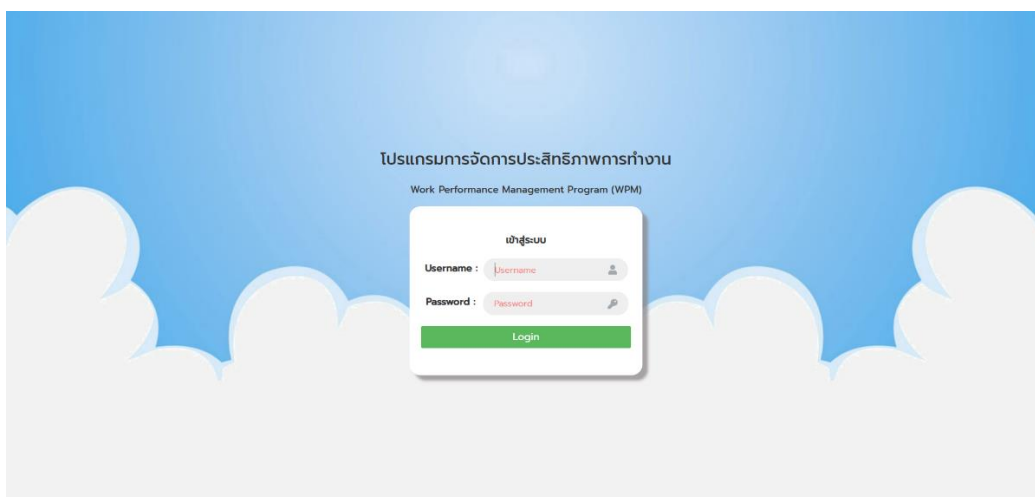 โปรแกรมการจัดการประสิทธิภาพการทำงาน
Work Performance Management Program (WPM)
เข้าสู่ระบบ
Username : Username
Password : Password
Login